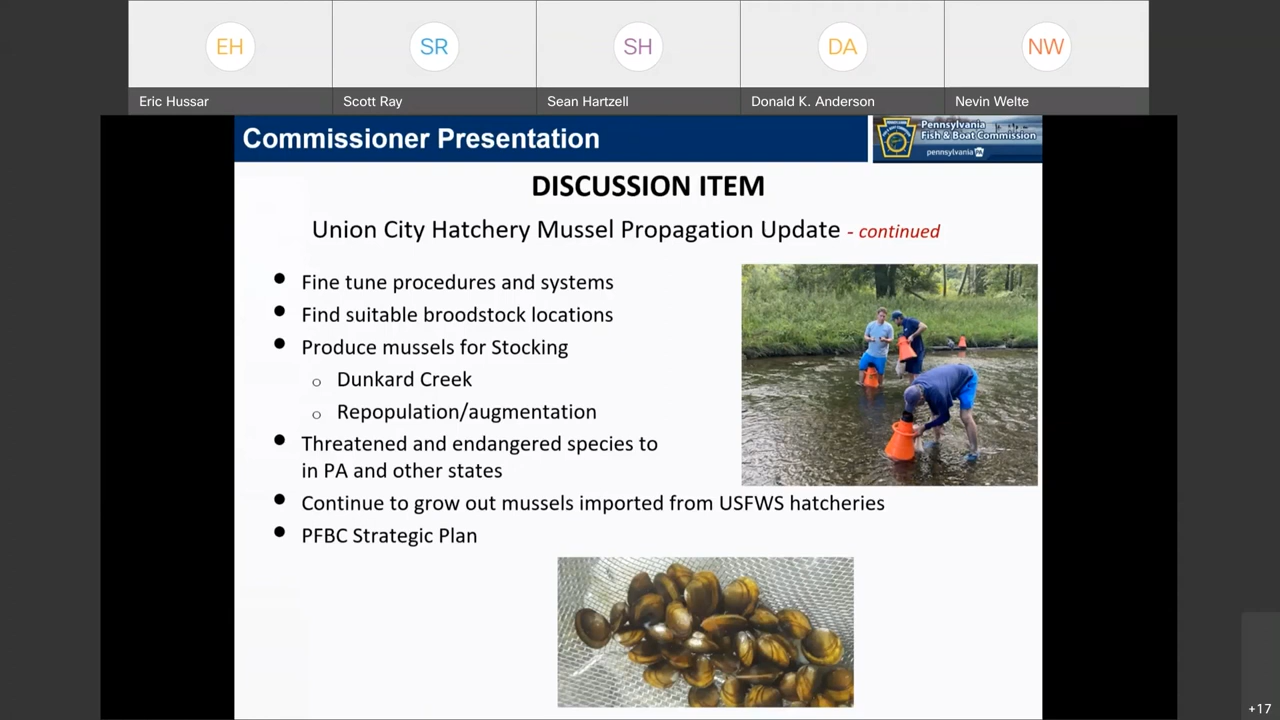 EH
SR
SH
DA
NW
Eric Hussar
Scott Ray
Sean Hartzell
Donald K. Anderson
Nevin Welte
Commissioner Presentation
Pennsylvania
Fish & Boat Commission
pennsylvania PA
DISCUSSION ITEM
Union City Hatchery Mussel Propagation Update - continued
Fine tune procedures and systems
Find suitable broodstock locations
Produce mussels for Stocking
Dunkard Creek
Repopulation/augmentation
Threatened and endangered species to
in PA and other states
Continue to grow out mussels imported from USFWS hatcheries
PFBC Strategic Plan
+17